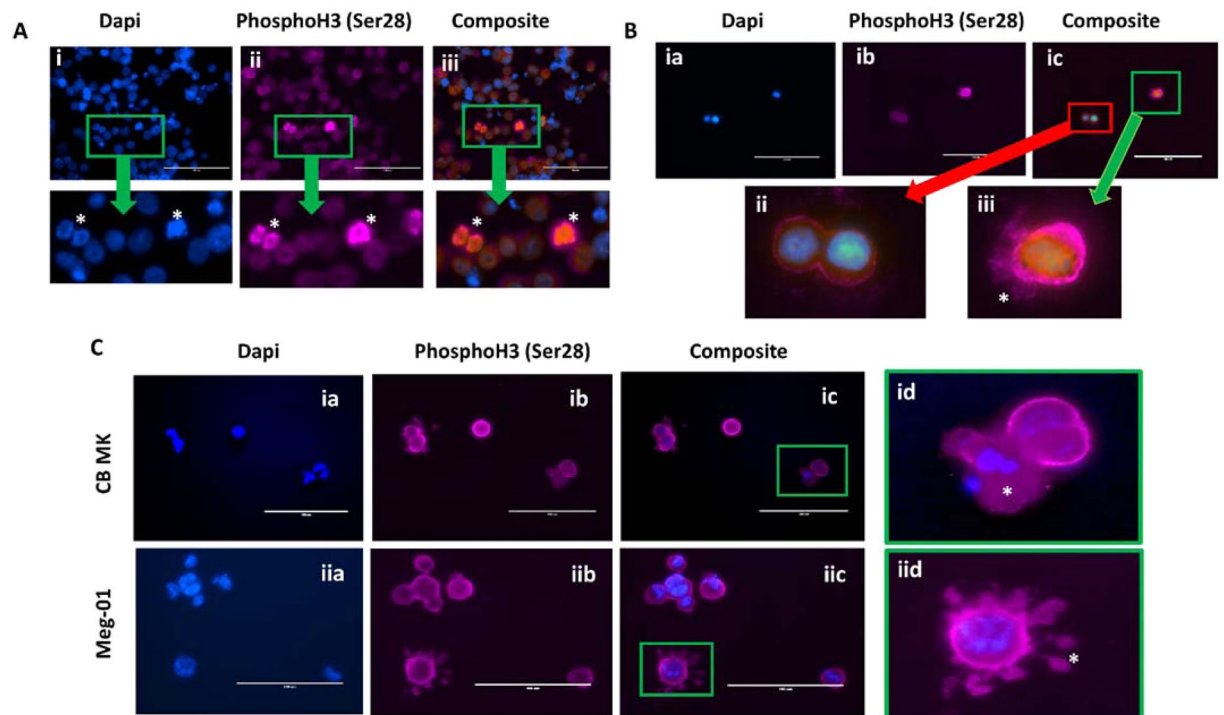 A
Dapi PhosphoH3 (Ser28) Composite
i ii iii
* * * * * *
B
Dapi PhosphoH3 (Ser28) Composite
ia ib ic
ii iii
*
C
Dapi PhosphoH3 (Ser28) Composite
CB MK
ia ib ic id
*
Meg-01
iia iib iic iid
*